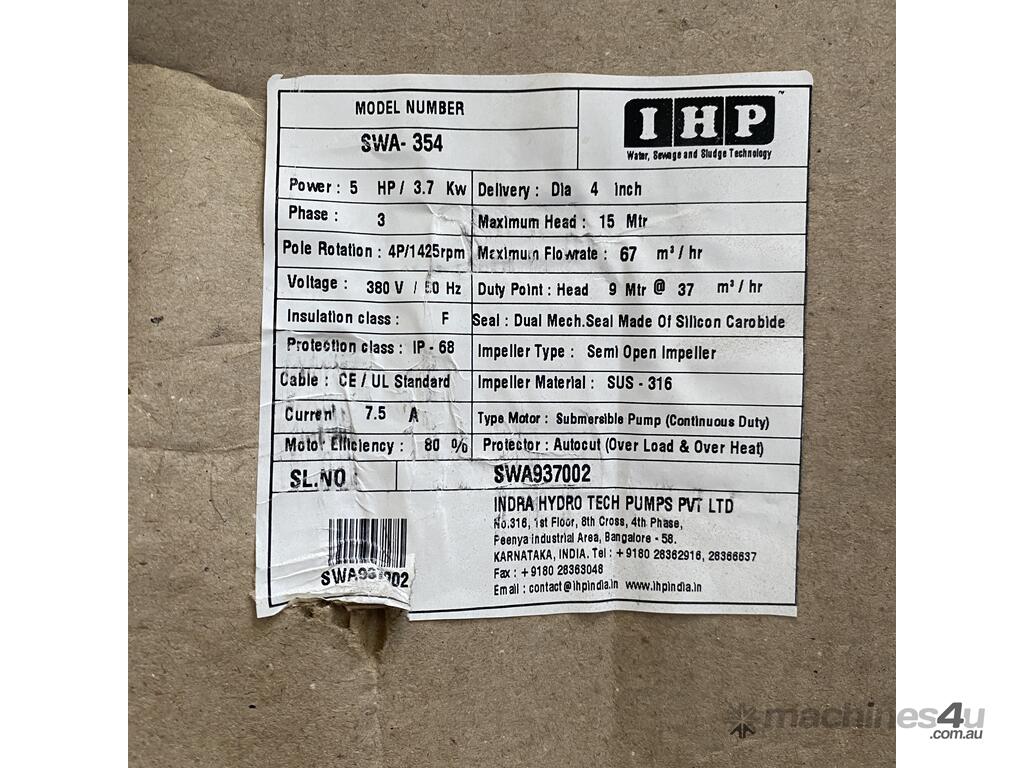 MODEL NUMBER
SWA- 354
IHP ™
Water, Sewage and Sludge Technology
Power : 5 HP / 3.7 Kw
Delivery : Dia 4 Inch
Phase : 3
Maximum Head : 15 Mtr
Pole Rotation : 4P/1425rpm
Maximum Flowrate : 67 m³ / hr
Voltage : 380 V / 50 Hz
Duty Point : Head 9 Mtr @ 37 m³ / hr
Insulation class : F
Seal : Dual Mech.Seal Made Of Silicon Carobide
Protection class : IP - 68
Impeller Type : Semi Open Impeller
Cable : CE / UL Standard
Impeller Material : SUS - 316
Current : 7.5 A
Type Motor : Submersible Pump (Continuous Duty)
Motor Efficiency : 80 %
Protector : Autocut (Over Load & Over Heat)
SL.NO
SWA937002
INDRA HYDRO TECH PUMPS PVT LTD
No.316, 1st Floor, 8th Cross, 4th Phase,
Peenya Industrial Area, Bangalore - 58.
KARNATAKA, INDIA. Tel : +9180 28362916, 28366637
Fax : +9180 28363048
Email : contact@ihpindia.in www.ihpindia.in
SWA937002
machines4u
.com.au